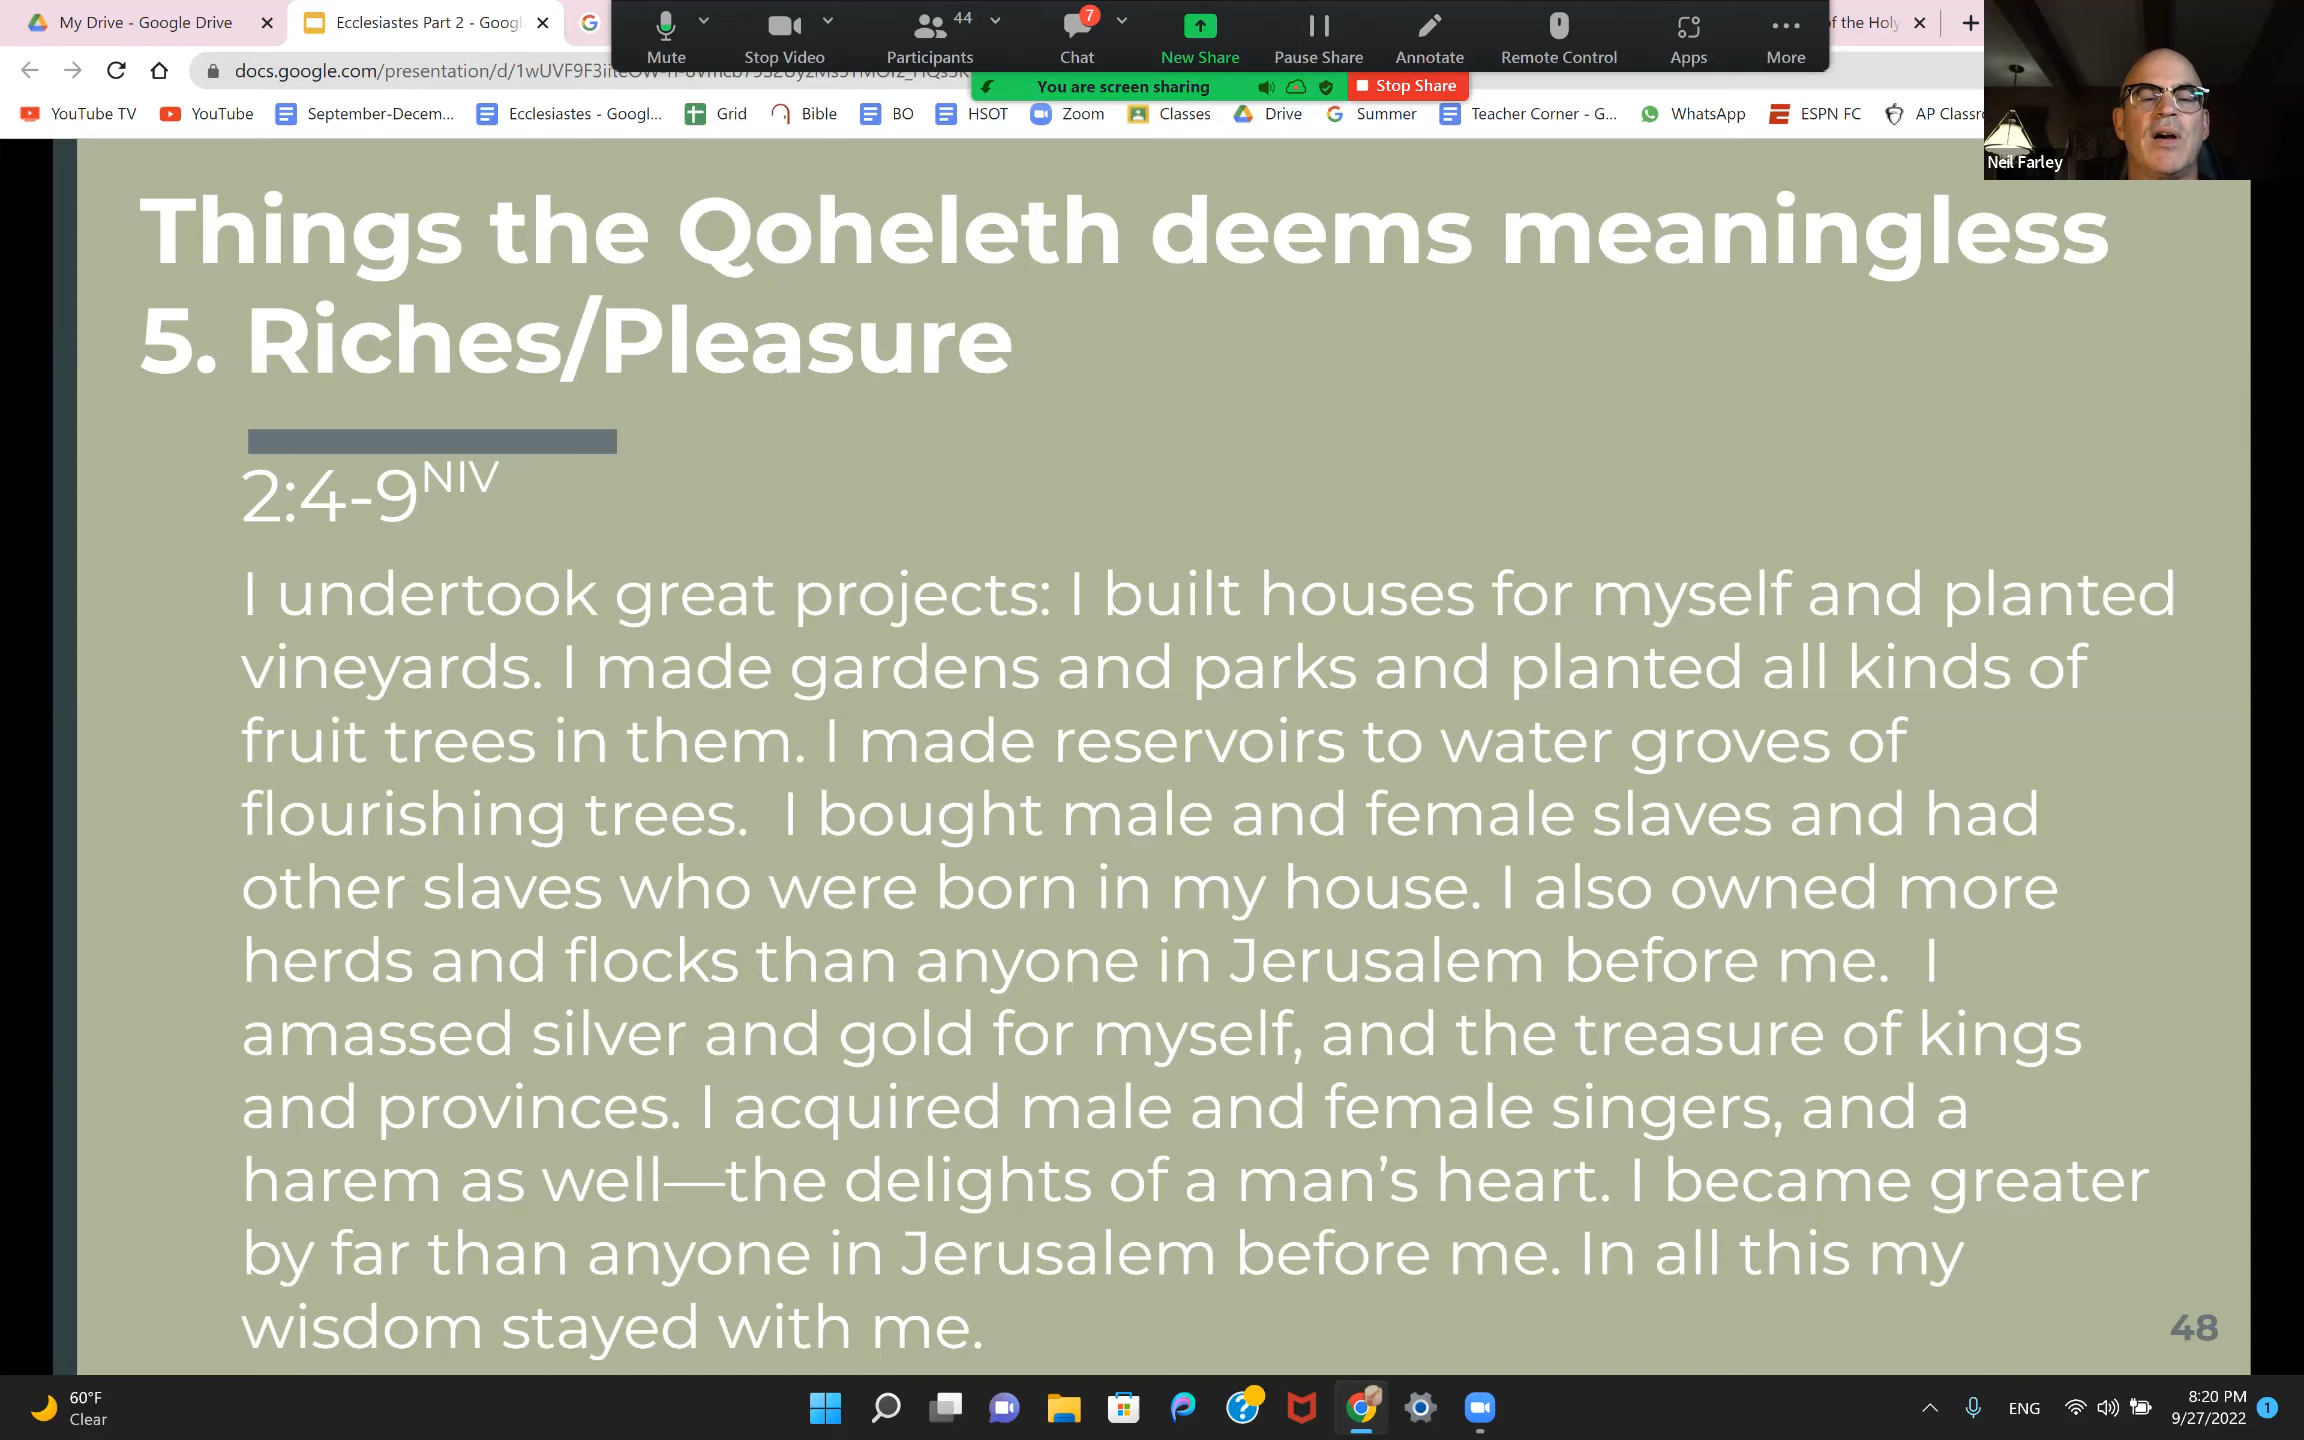 My Drive - Google Drive
Ecclesiastes Part 2 - Googl
of the Holy
44
7
Mute
Stop Video
Participants
Chat
New Share
Pause Share
Annotate
Remote Control
Apps
More
You are screen sharing
Stop Share
YouTube TV
YouTube
September-Decem...
Ecclesiastes - Googl...
Grid
Bible
BO
HSOT
Zoom
Classes
Drive
Summer
Teacher Corner - G...
WhatsApp
ESPN FC
AP Classr
Neil Farley
Things the Qoheleth deems meaningless
5. Riches/Pleasure
2:4-9NIV
I undertook great projects: I built houses for myself and planted
vineyards. I made gardens and parks and planted all kinds of
fruit trees in them. I made reservoirs to water groves of
flourishing trees.  I bought male and female slaves and had
other slaves who were born in my house. I also owned more
herds and flocks than anyone in Jerusalem before me.  I
amassed silver and gold for myself, and the treasure of kings
and provinces. I acquired male and female singers, and a
harem as well—the delights of a man’s heart. I became greater
by far than anyone in Jerusalem before me. In all this my
wisdom stayed with me.
48
60°F
Clear
ENG
8:20 PM
9/27/2022
1